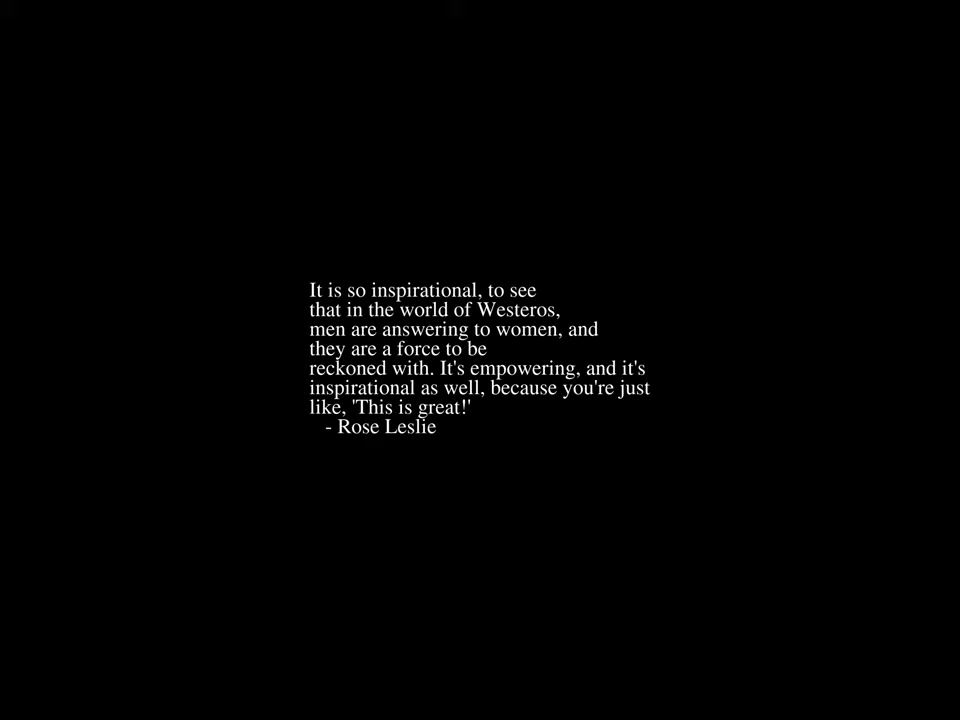 It is so inspirational, to see
that in the world of Westeros,
men are answering to women, and
they are a force to be
reckoned with. It's empowering, and it's
inspirational as well, because you're just
like, 'This is great!'
- Rose Leslie